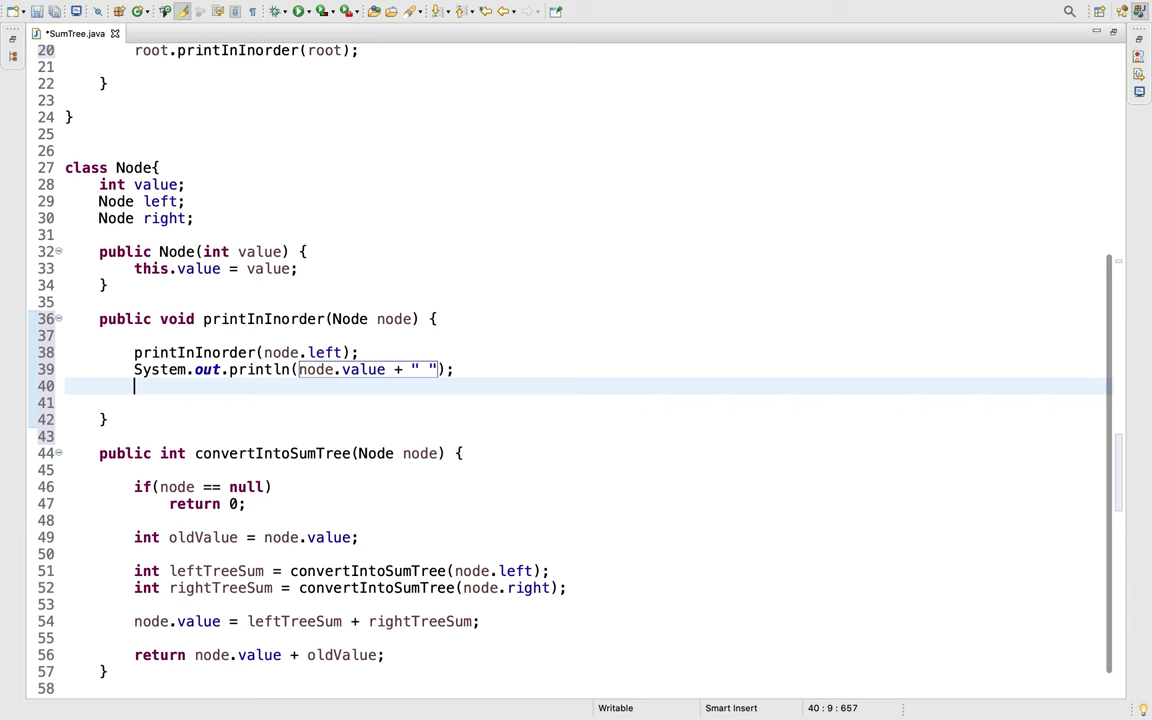 *SumTree.java
20 root.printInInorder(root);
21
22 }
23
24 }
25
26
27 class Node{
28 int value;
29 Node left;
30 Node right;
31
32 public Node(int value) {
33 this.value = value;
34 }
35
36 public void printInInorder(Node node) {
37
38 printInInorder(node.left);
39 System.out.println(node.value + " ");
40
41
42 }
43
44 public int convertIntoSumTree(Node node) {
45
46 if(node == null)
47 return 0;
48
49 int oldValue = node.value;
50
51 int leftTreeSum = convertIntoSumTree(node.left);
52 int rightTreeSum = convertIntoSumTree(node.right);
53
54 node.value = leftTreeSum + rightTreeSum;
55
56 return node.value + oldValue;
57 }
58
Writable Smart Insert 40 : 9 : 657